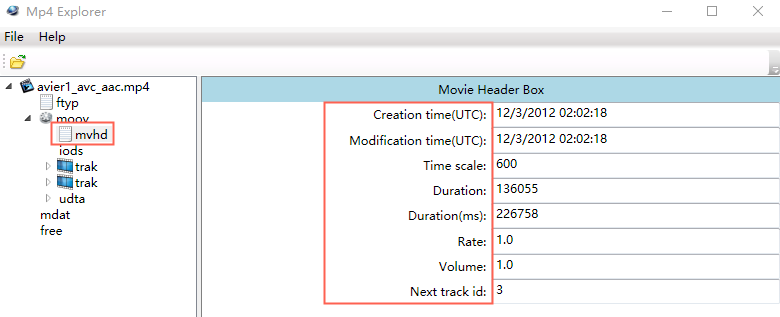 Mp4 Explorer
File Help
avier1_avc_aac.mp4
ftyp
moov
mvhd
iods
trak
trak
udta
mdat
free
Movie Header Box
Creation time(UTC): 12/3/2012 02:02:18
Modification time(UTC): 12/3/2012 02:02:18
Time scale: 600
Duration: 136055
Duration(ms): 226758
Rate: 1.0
Volume: 1.0
Next track id: 3